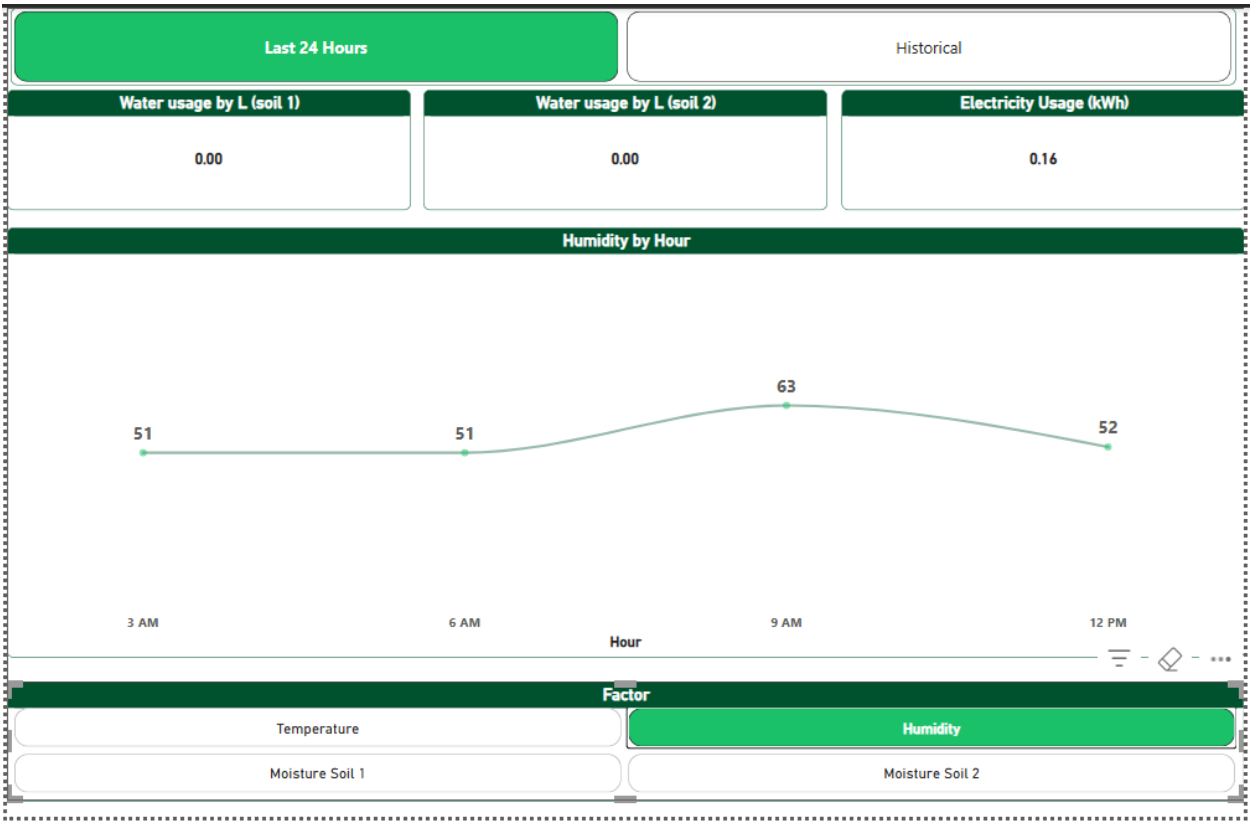 Last 24 Hours
Historical
Water usage by L (soil 1)
Water usage by L (soil 2)
Electricity Usage (kWh)
0.00
0.00
0.16
Humidity by Hour
51
51
63
52
3 AM
6 AM
9 AM
12 PM
Hour
Factor
Temperature
Humidity
Moisture Soil 1
Moisture Soil 2